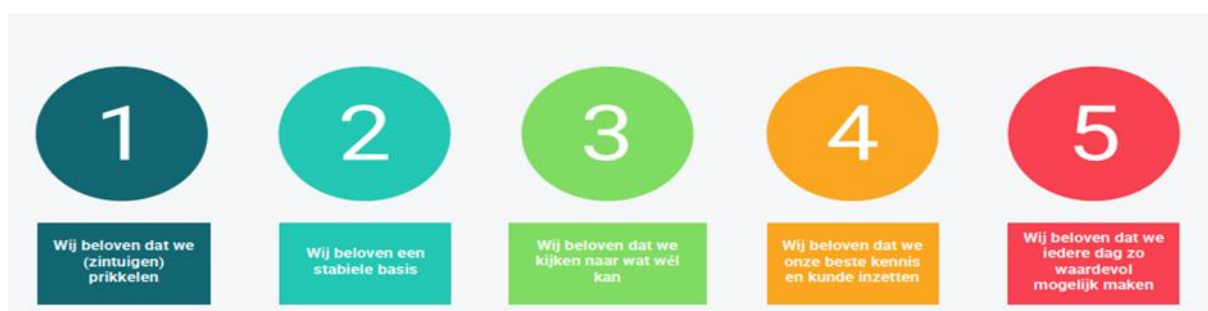 1
2
3
4
5
Wij beloven dat we
(zintuigen)
prikkelen
Wij beloven een
stabiele basis
Wij beloven dat we
kijken naar wat wél
kan
Wij beloven dat we
onze beste kennis
en kunde inzetten
Wij beloven dat we
iedere dag zo
waardevol
mogelijk maken